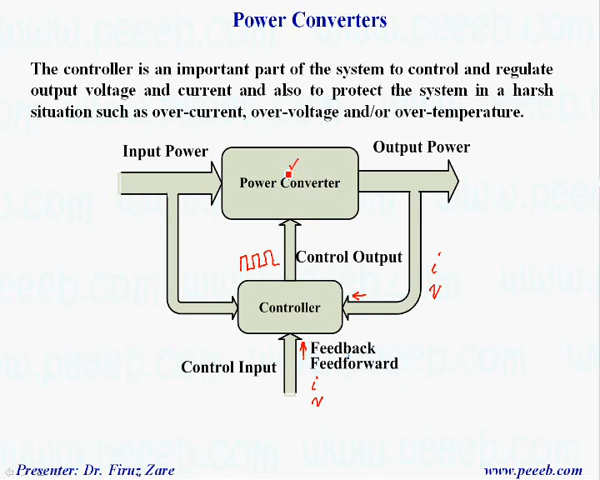 Power Converters
The controller is an important part of the system to control and regulate
output voltage and current and also to protect the system in a harsh
situation such as over-current, over-voltage and/or over-temperature.
Input Power
Output Power
Power Converter
Control Output
i
v
Controller
Feedback
Feedforward
Control Input
i
v
Presenter: Dr. Firuz Zare
www.peeeb.com